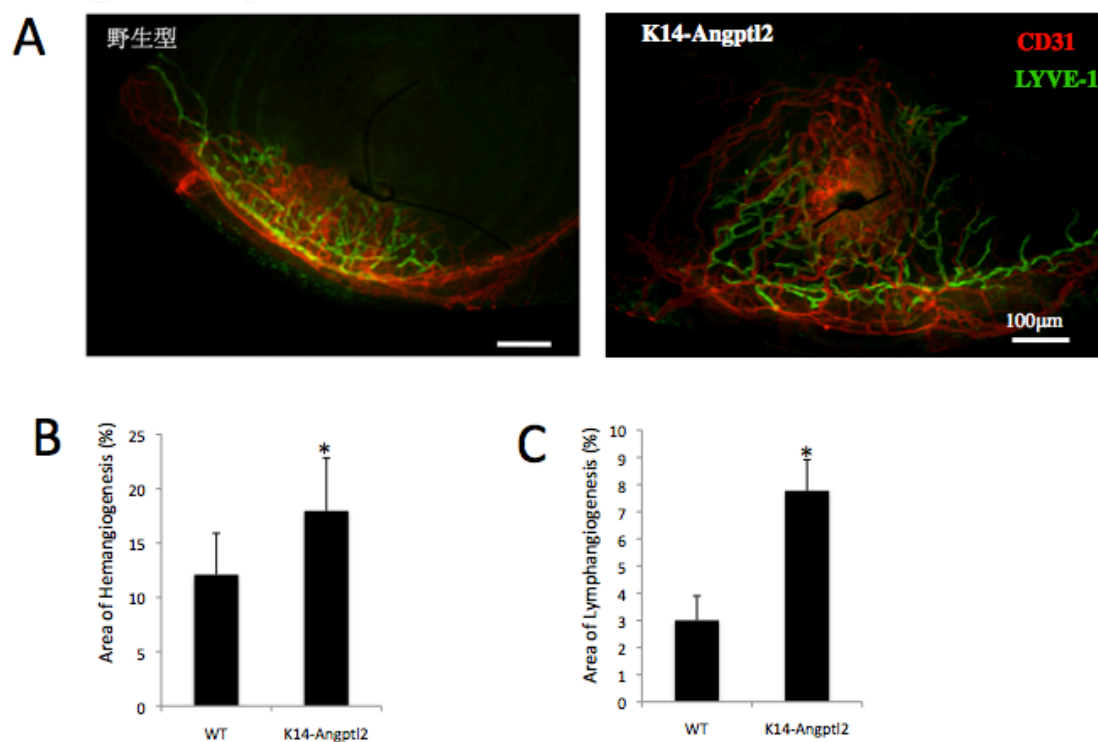 A
野生型
K14-Angptl2
CD31
LYVE-1
100μm
B
Area of Hemangiogenesis (%)
25
20
15
10
5
0
*
WT
K14-Angptl2
C
Area of Lymphangiogenesis (%)
10
9
8
7
6
5
4
3
2
1
0
*
WT
K14-Angptl2